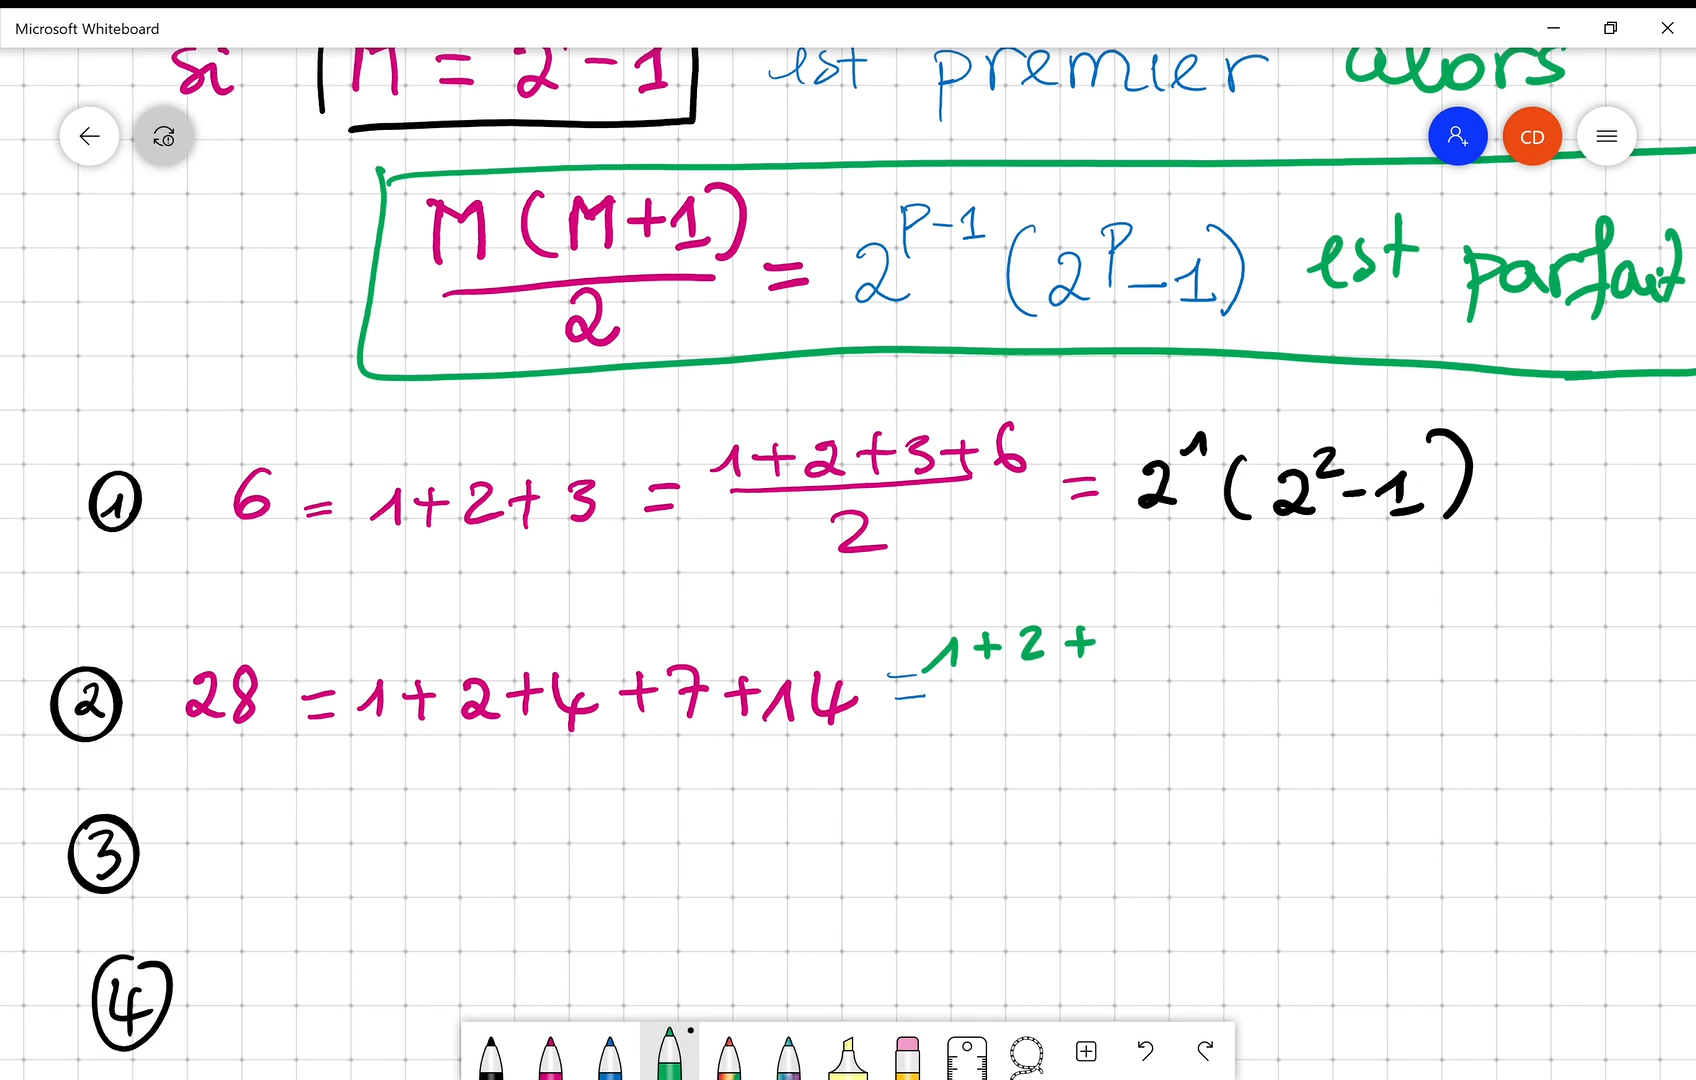 Microsoft Whiteboard
si M = 2 - 1 est premier alors
CD
M(M+1)/2 = 2^(P-1) (2^P - 1) est parfait
① 6 = 1+2+3 = (1+2+3+6)/2 = 2^1 (2^2 - 1)
② 28 = 1+2+4+7+14 = 1+2+
③
④